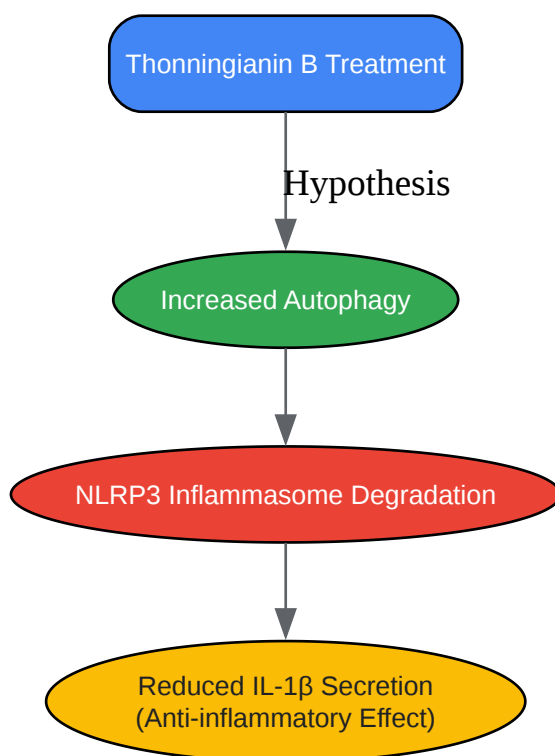 Thonningianin B Treatment
Hypothesis
Increased Autophagy
NLRP3 Inflammasome Degradation
Reduced IL-1β Secretion
(Anti-inflammatory Effect)